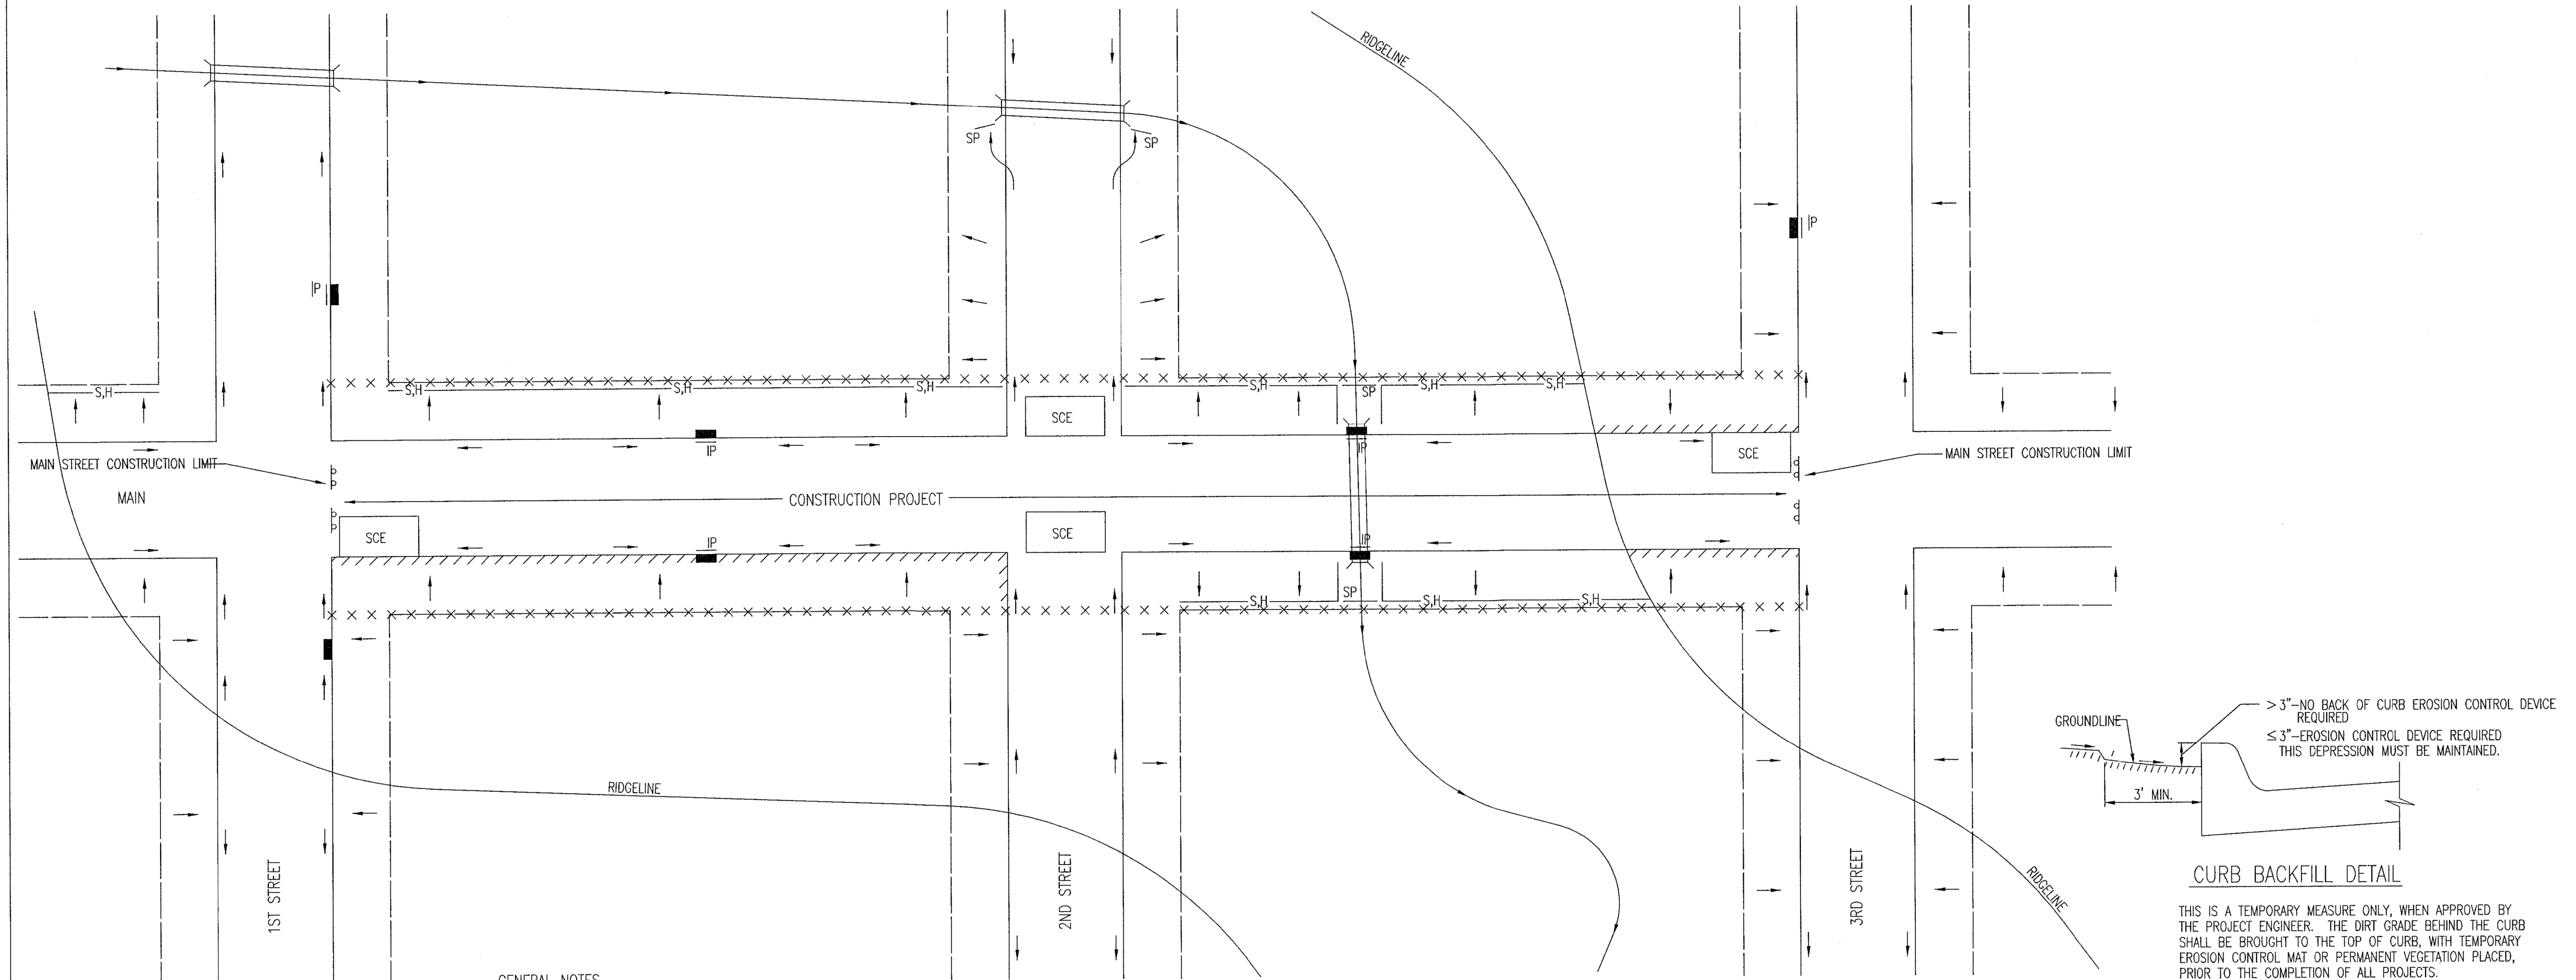 RIDGELINE
SP
SP
|P
|P
S,H
S,H
S,H
S,H
S,H
SP
S,H
S,H
SCE
IP
IP
SCE
MAIN STREET CONSTRUCTION LIMIT
MAIN STREET CONSTRUCTION LIMIT
MAIN
CONSTRUCTION PROJECT
SCE
SCE
IP
IP
SP
S,H
S,H
S,H
RIDGELINE
1ST STREET
2ND STREET
3RD STREET
RIDGELINE
GROUNDLINE
>3"-NO BACK OF CURB EROSION CONTROL DEVICE
REQUIRED
≤3"-EROSION CONTROL DEVICE REQUIRED
THIS DEPRESSION MUST BE MAINTAINED.
3' MIN.
CURB BACKFILL DETAIL
THIS IS A TEMPORARY MEASURE ONLY, WHEN APPROVED BY
THE PROJECT ENGINEER. THE DIRT GRADE BEHIND THE CURB
SHALL BE BROUGHT TO THE TOP OF CURB, WITH TEMPORARY
EROSION CONTROL MAT OR PERMANENT VEGETATION PLACED,
PRIOR TO THE COMPLETION OF ALL PROJECTS.
GENERAL NOTES